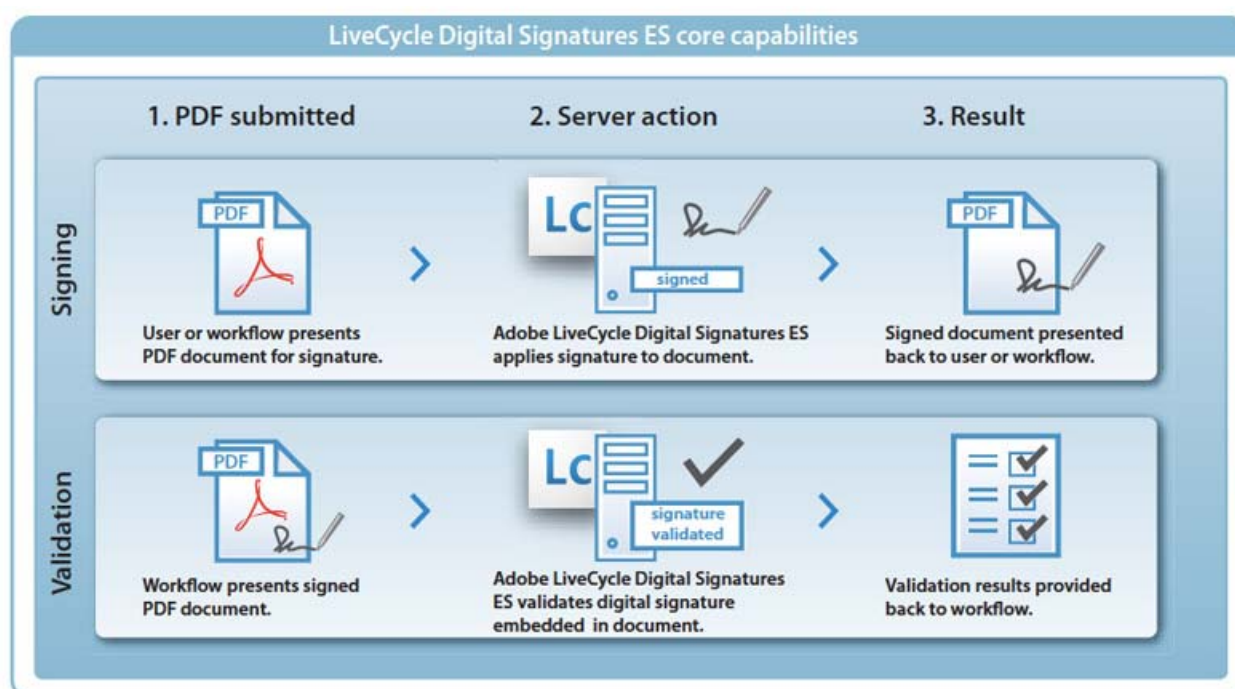 LiveCycle Digital Signatures ES core capabilities
1. PDF submitted
2. Server action
3. Result
Signing
PDF
Lc
signed
PDF
User or workflow presents
PDF document for signature.
Adobe LiveCycle Digital Signatures ES
applies signature to document.
Signed document presented
back to user or workflow.
Validation
PDF
Lc
signature
validated
Workflow presents signed
PDF document.
Adobe LiveCycle Digital Signatures
ES validates digital signature
embedded in document.
Validation results provided
back to workflow.